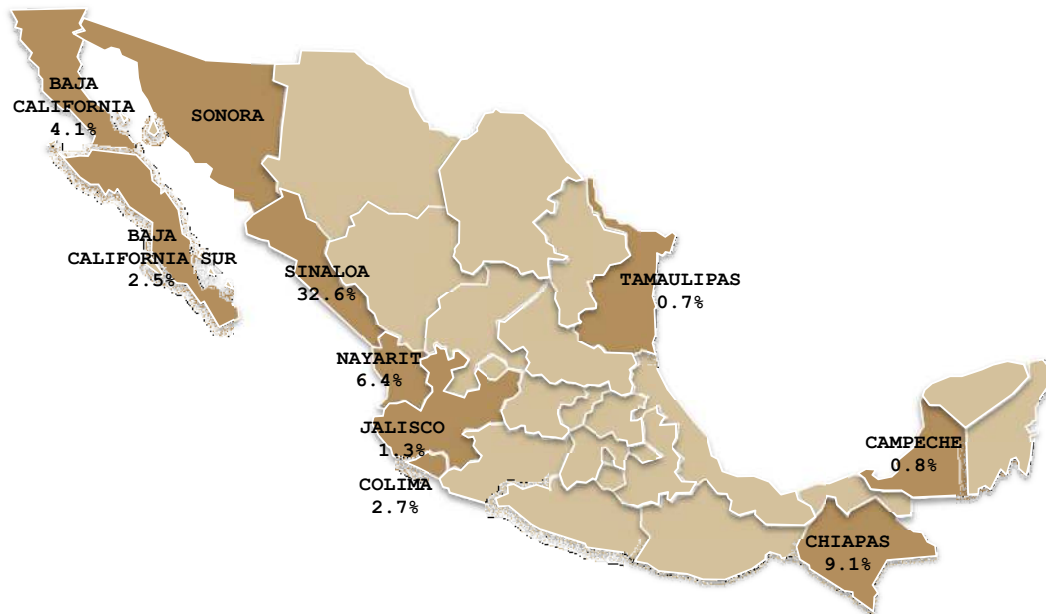 BAJA
CALIFORNIA
4.1%
SONORA
BAJA
CALIFORNIA SUR
2.5%
SINALOA
32.6%
TAMAULIPAS
0.7%
NAYARIT
6.4%
JALISCO
1.3%
COLIMA
2.7%
CAMPECHE
0.8%
CHIAPAS
9.1%